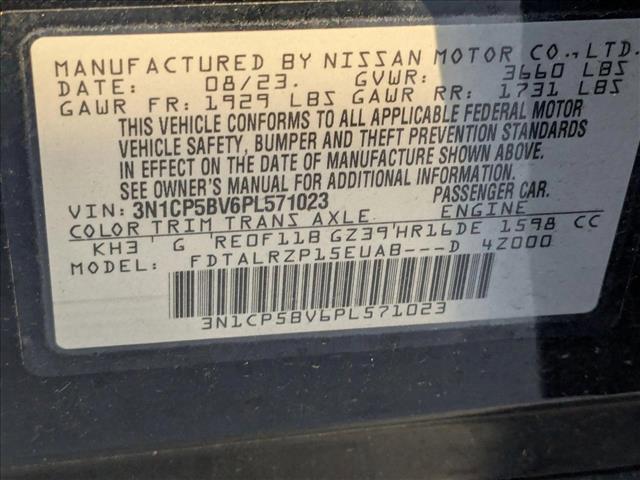 MANUFACTURED BY NISSAN MOTOR CO., LTD.
DATE: 08/23. GVWR: 3660 LBS
GAWR FR: 1929 LBS GAWR RR: 1731 LBS
THIS VEHICLE CONFORMS TO ALL APPLICABLE FEDERAL MOTOR
VEHICLE SAFETY, BUMPER AND THEFT PREVENTION STANDARDS
IN EFFECT ON THE DATE OF MANUFACTURE SHOWN ABOVE.
SEE OWNER'S MANUAL FOR ADDITIONAL INFORMATION.
VIN: 3N1CP5BV6PL571023 PASSENGER CAR.
COLOR TRIM TRANS AXLE ENGINE
KH3 G RE0F11B GZ39 HR16DE 1598 CC
MODEL: FDTALRZP15EUAB---D 4Z000
3N1CP5BV6PL571023